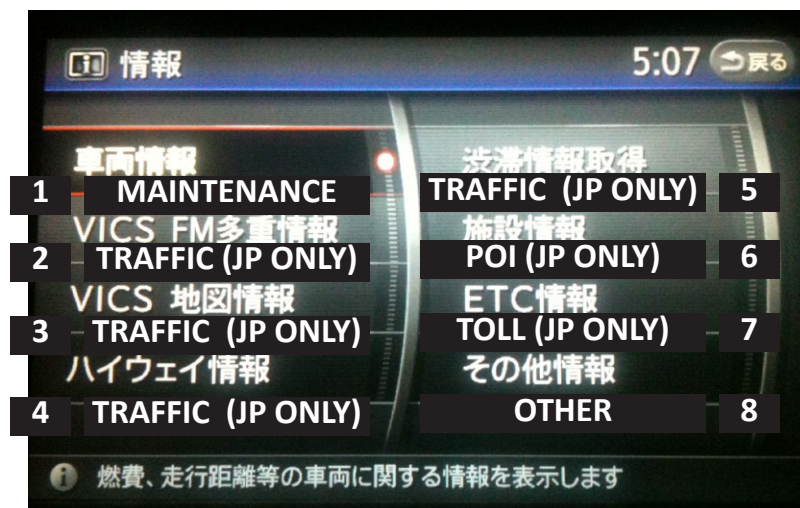 情報
5:07 戻る
車両情報
1 MAINTENANCE
VICS FM多重情報
2 TRAFFIC (JP ONLY)
VICS 地図情報
3 TRAFFIC (JP ONLY)
ハイウェイ情報
4 TRAFFIC (JP ONLY)
渋滞情報取得
TRAFFIC (JP ONLY) 5
施設情報
POI (JP ONLY) 6
ETC情報
TOLL (JP ONLY) 7
その他情報
OTHER 8
燃費、走行距離等の車両に関する情報を表示します